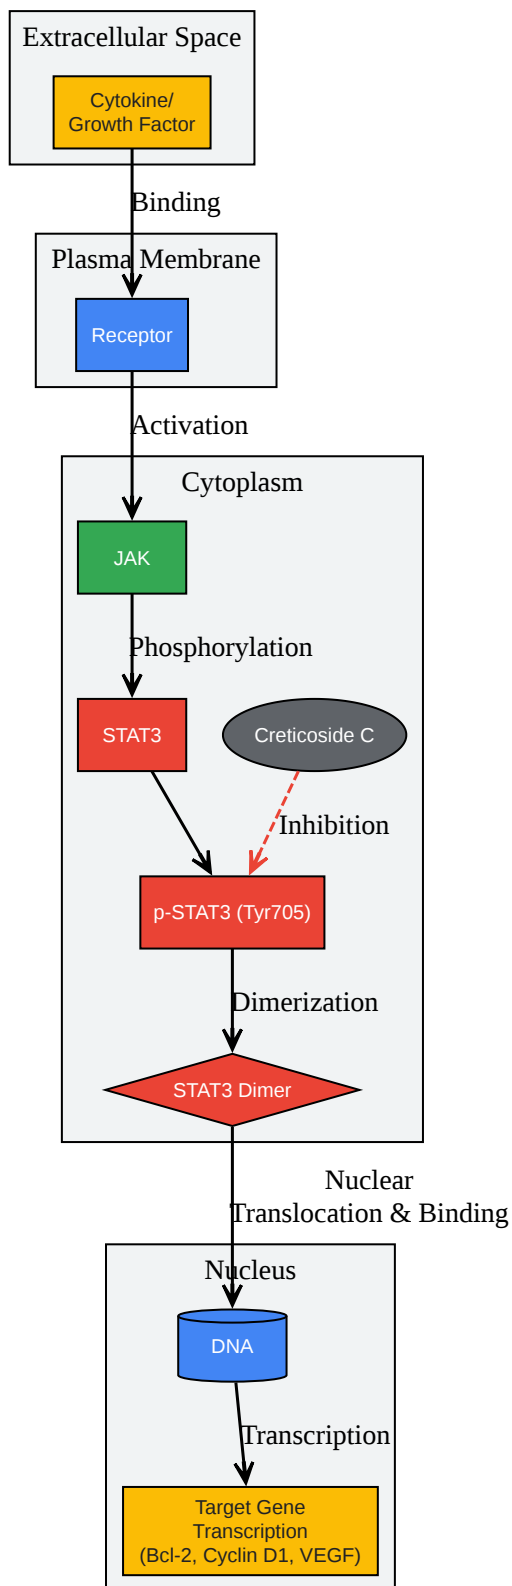 Extracellular Space
Cytokine/
Growth Factor
Binding
Plasma Membrane
Receptor
Activation
Cytoplasm
JAK
Phosphorylation
STAT3
Creticoside C
Inhibition
p-STAT3 (Tyr705)
Dimerization
STAT3 Dimer
Nuclear
Translocation & Binding
Nucleus
DNA
Transcription
Target Gene
Transcription
(Bcl-2, Cyclin D1, VEGF)